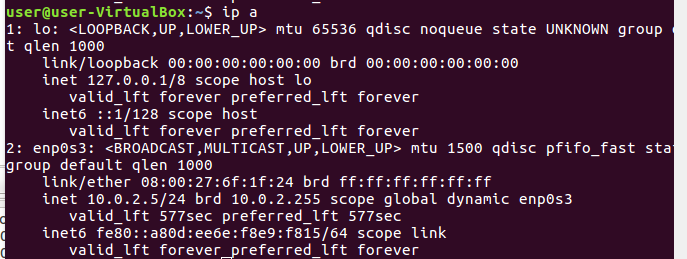 user@user-VirtualBox:~$ ip a
1: lo: <LOOPBACK,UP,LOWER_UP> mtu 65536 qdisc noqueue state UNKNOWN group
t qlen 1000
link/loopback 00:00:00:00:00:00 brd 00:00:00:00:00:00
inet 127.0.0.1/8 scope host lo
valid_lft forever preferred_lft forever
inet6 ::1/128 scope host
valid_lft forever preferred_lft forever
2: enp0s3: <BROADCAST,MULTICAST,UP,LOWER_UP> mtu 1500 qdisc pfifo_fast sta
group default qlen 1000
link/ether 08:00:27:6f:1f:24 brd ff:ff:ff:ff:ff:ff
inet 10.0.2.5/24 brd 10.0.2.255 scope global dynamic enp0s3
valid_lft 577sec preferred_lft 577sec
inet6 fe80::a80d:ee6e:f8e9:f815/64 scope link
valid_lft forever preferred_lft forever